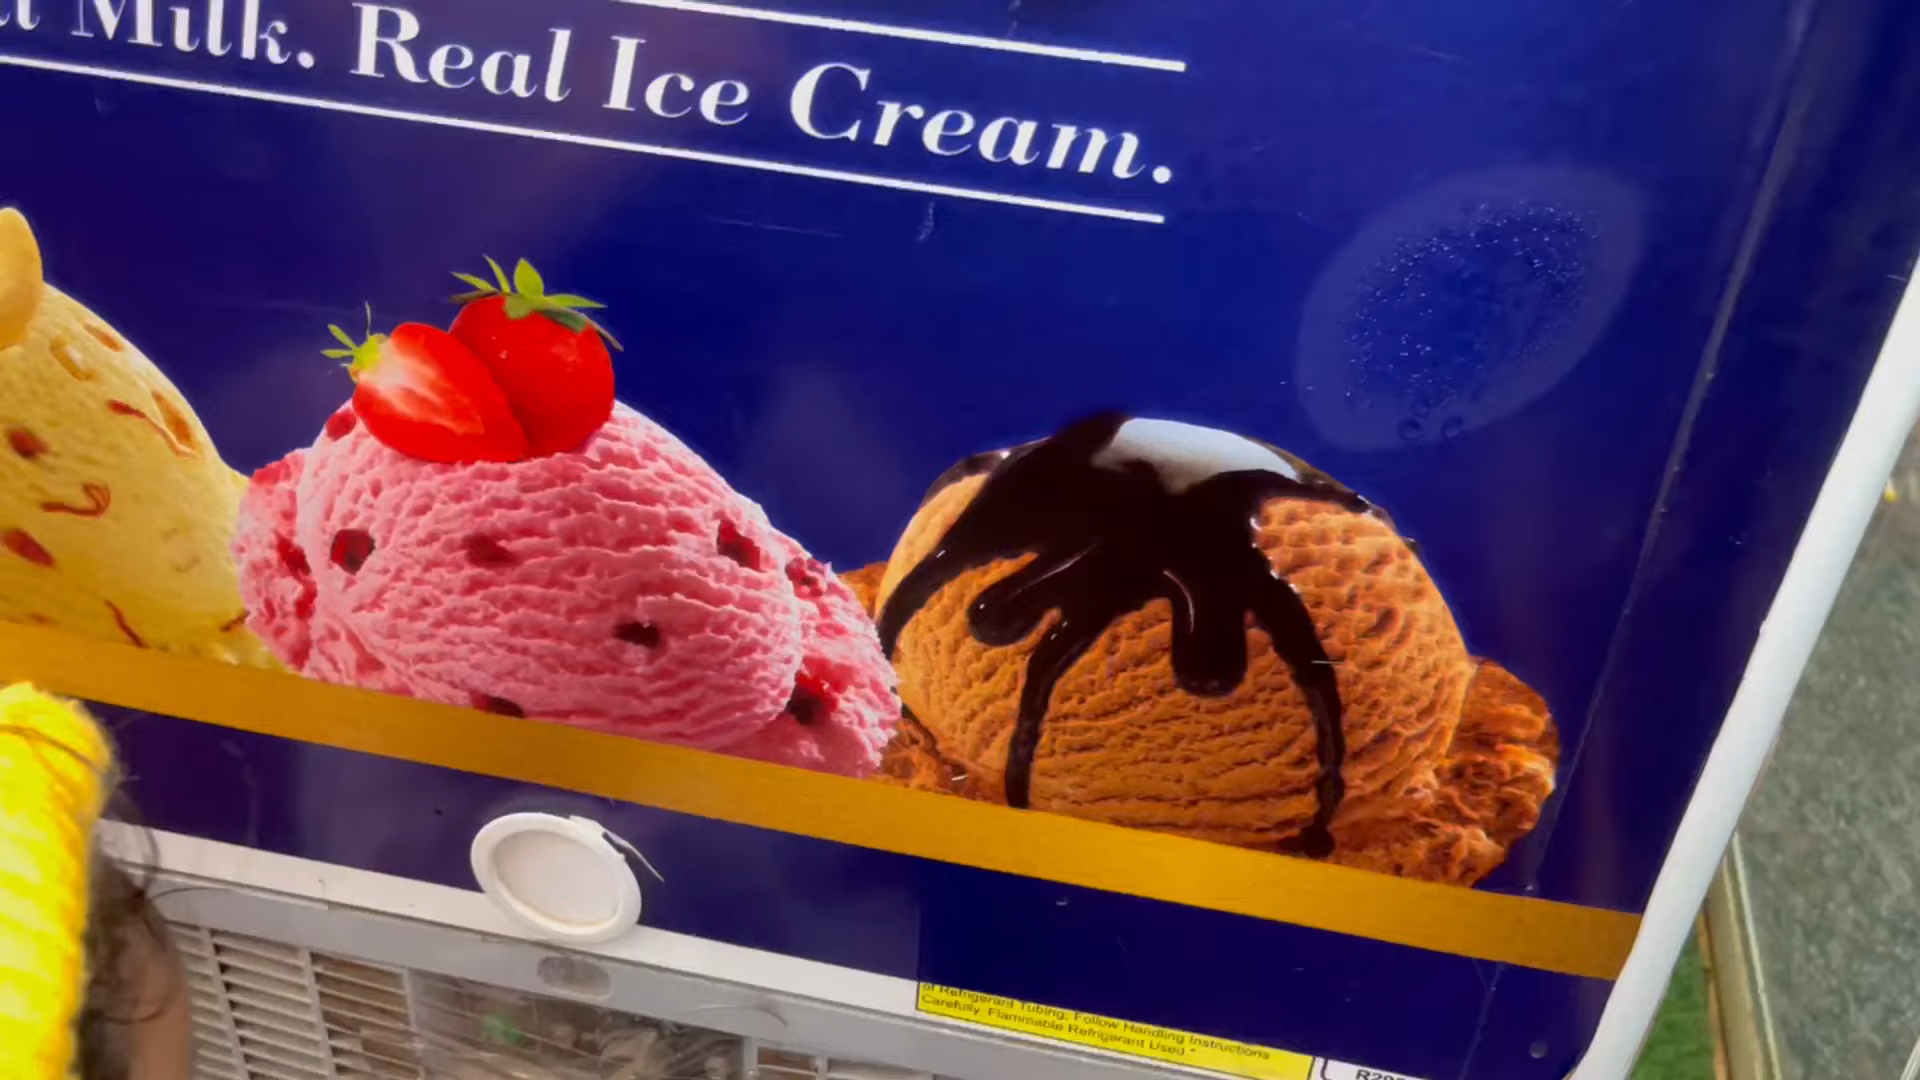 Milk. Real Ice Cream.
of Refrigerant Tubing. Follow Handling Instructions
Carefully. Flammable Refrigerant Used."